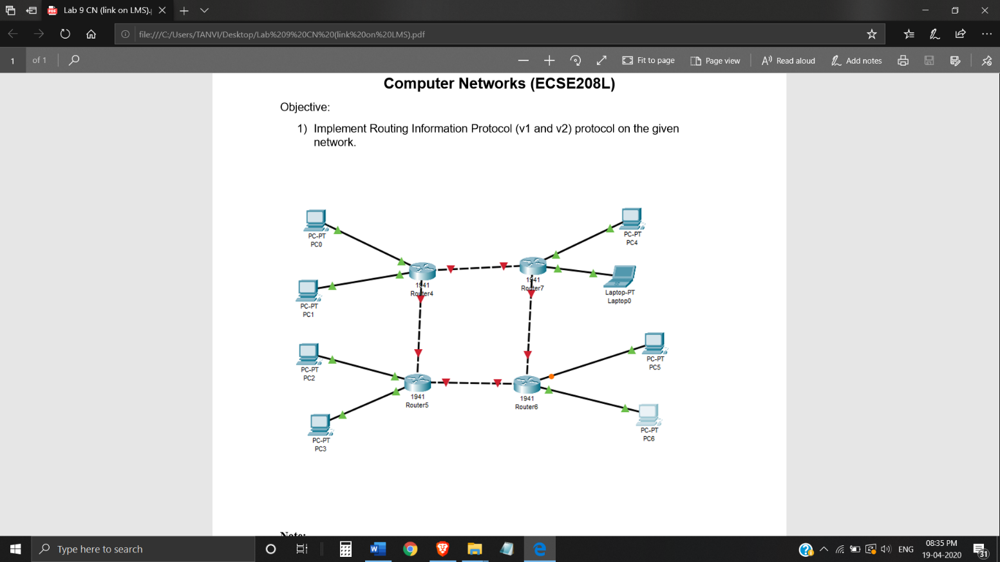 Lab 9 CN (link on LMS).p
file:///C:/Users/TANVI/Desktop/Lab%209%20CN%20(link%20on%20LMS).pdf
1 of 1
Fit to page
Page view
Read aloud
Add notes
Computer Networks (ECSE208L)
Objective:
1) Implement Routing Information Protocol (v1 and v2) protocol on the given
network.
PC-PT
PC0
PC-PT
PC4
1941
Router4
1941
Router7
Laptop-PT
Laptop0
PC-PT
PC1
PC-PT
PC2
PC-PT
PC5
1941
Router5
1941
Router6
PC-PT
PC3
PC-PT
PC6
Note:
Type here to search
ENG
08:35 PM
19-04-2020
31